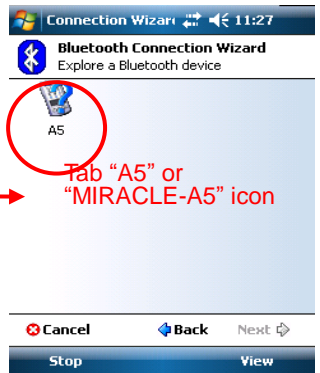 Connection Wizar 11:27
Bluetooth Connection Wizard
Explore a Bluetooth device
A5
Tab “A5” or
“MIRACLE-A5” icon
Cancel Back Next
Stop View